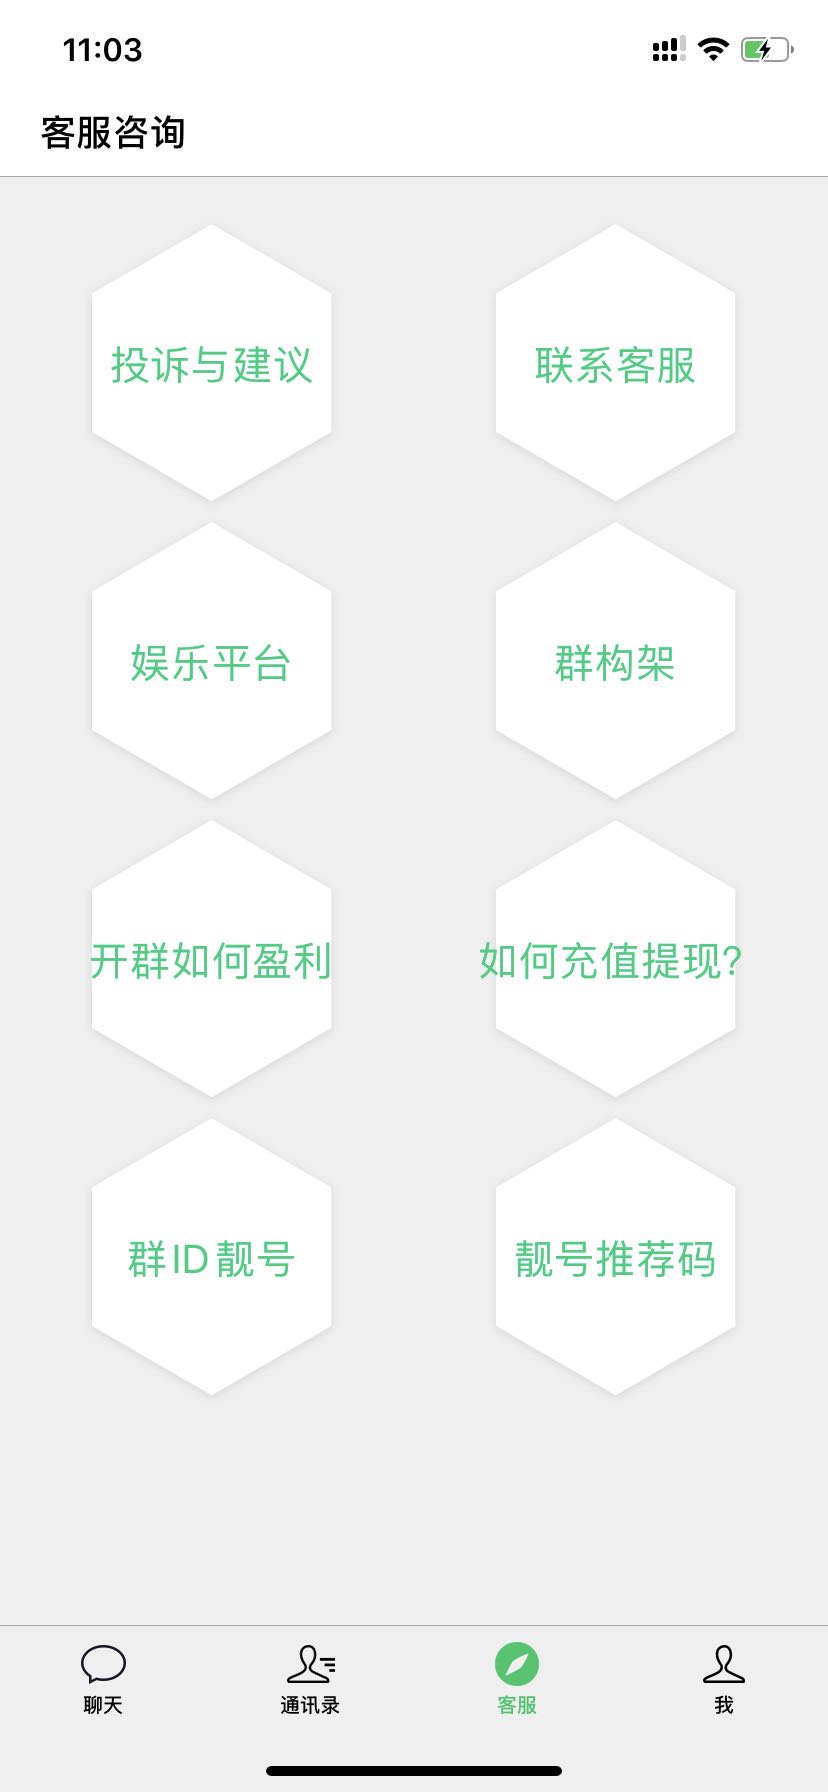 11:03
客服咨询
投诉与建议
联系客服
娱乐平台
群构架
开群如何盈利
如何充值提现?
群ID靓号
靓号推荐码
聊天
通讯录
客服
我